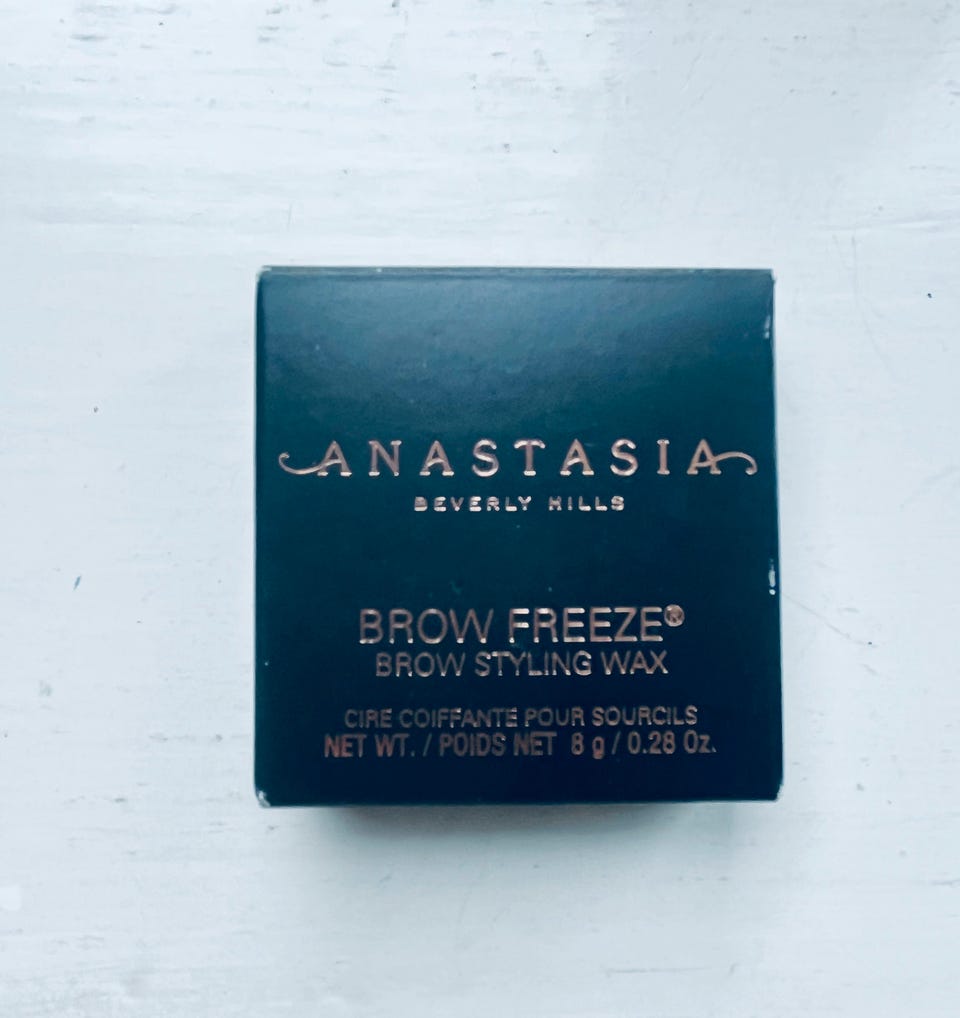 ANASTASIA
BEVERLY HILLS
BROW FREEZE®
BROW STYLING WAX
CIRE COIFFANTE POUR SOURCILS
NET WT. / POIDS NET 8 g / 0.28 Oz.